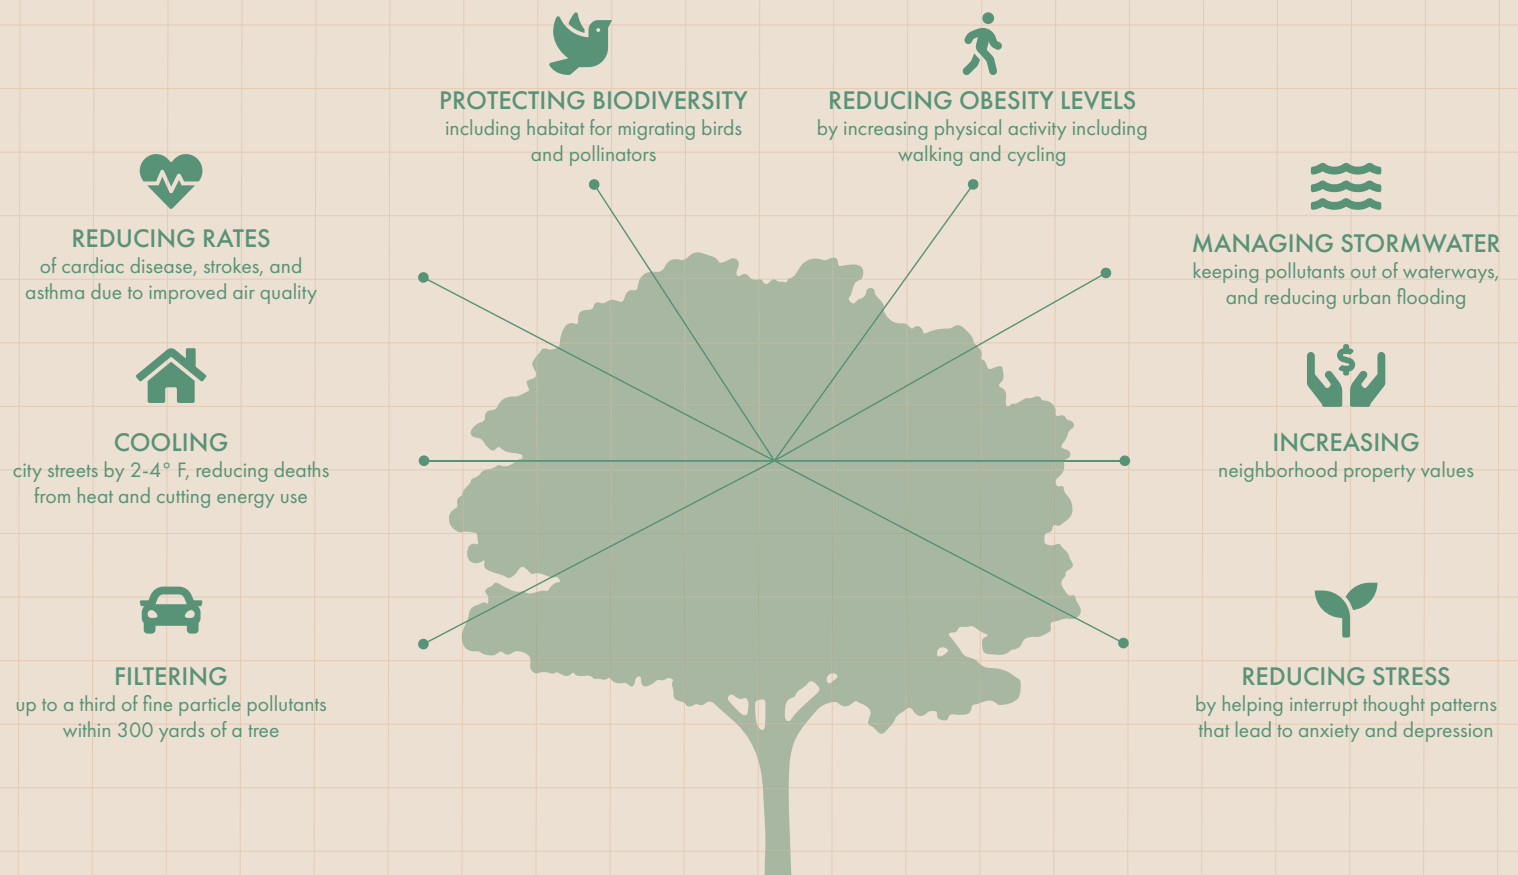 PROTECTING BIODIVERSITY
including habitat for migrating birds
and pollinators
REDUCING OBESITY LEVELS
by increasing physical activity including
walking and cycling
REDUCING RATES
of cardiac disease, strokes, and
asthma due to improved air quality
MANAGING STORMWATER
keeping pollutants out of waterways,
and reducing urban flooding
COOLING
city streets by 2-4° F, reducing deaths
from heat and cutting energy use
$
INCREASING
neighborhood property values
FILTERING
up to a third of fine particle pollutants
within 300 yards of a tree
REDUCING STRESS
by helping interrupt thought patterns
that lead to anxiety and depression